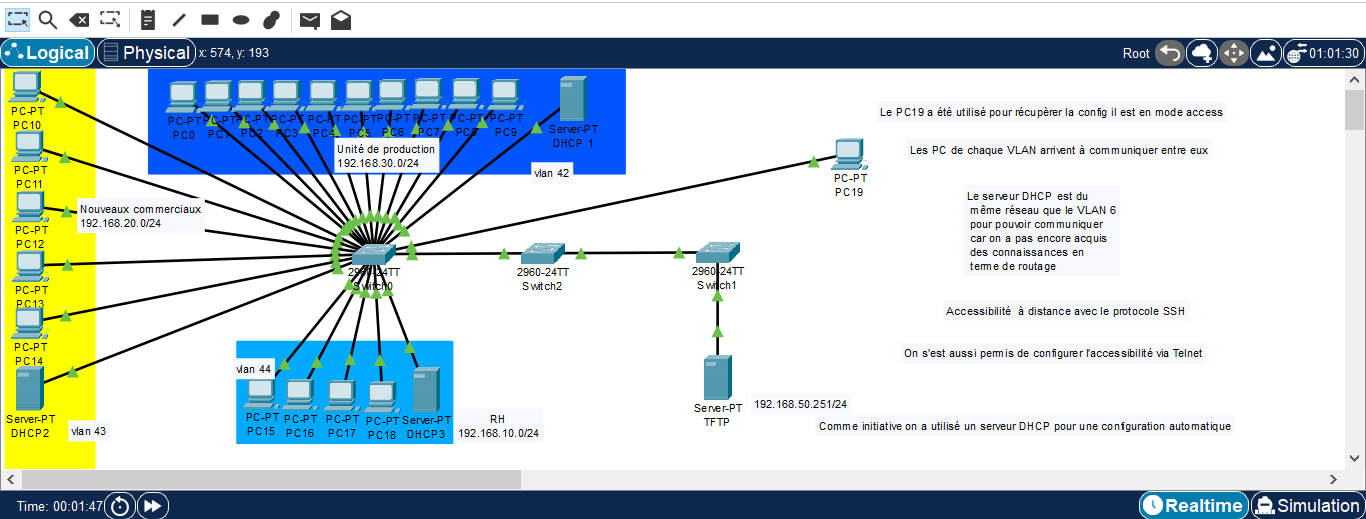 Logical
Physical
x: 574, y: 193
Root
01:01:30
PC-PT
PC10
PC-PT
PC11
PC-PT
PC12
PC-PT
PC13
PC-PT
PC14
Server-PT
DHCP2
vlan 43
Nouveaux commerciaux
192.168.20.0/24
PC-PT
PC0
PC-PT
PC1
PC-PT
PC2
PC-PT
PC3
PC-PT
PC4
PC-PT
PC5
PC-PT
PC6
PC-PT
PC7
PC-PT
PC8
PC-PT
PC9
Server-PT
DHCP 1
Unité de production
192.168.30.0/24
vlan 42
2960-24TT
Switch0
2960-24TT
Switch2
2960-24TT
Switch1
PC-PT
PC19
vlan 44
PC-PT
PC15
PC-PT
PC16
PC-PT
PC17
PC-PT
PC18
Server-PT
DHCP3
RH
192.168.10.0/24
Server-PT
TFTP
192.168.50.251/24
Le PC19 a été utilisé pour récupèrer la config il est en mode access
Les PC de chaque VLAN arrivent à communiquer entre eux
Le serveur DHCP est du
même réseau que le VLAN 6
pour pouvoir communiquer
car on a pas encore acquis
des connaissances en
terme de routage
Accessibilité à distance avec le protocole SSH
On s'est aussi permis de configurer l'accessibilité via Telnet
Comme initiative on a utilisé un serveur DHCP pour une configuration automatique
Time: 00:01:47
Realtime
Simulation